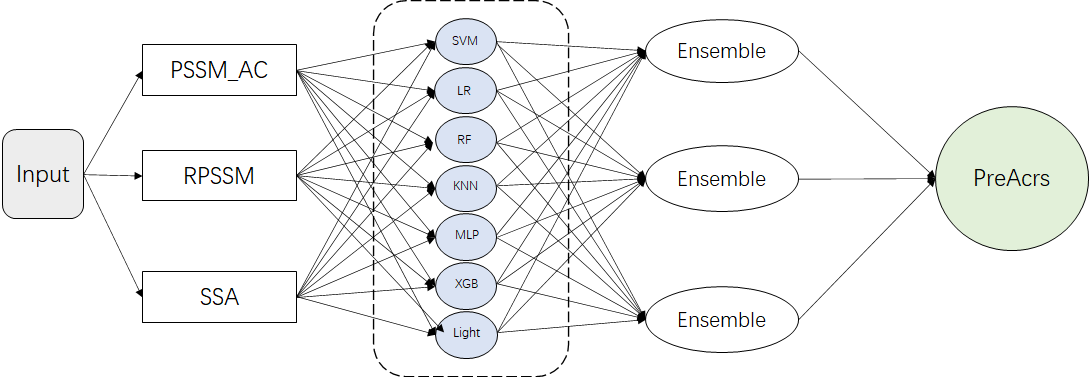 Input
PSSM_AC
RPSSM
SSA
SVM
LR
RF
KNN
MLP
XGB
Light
Ensemble
Ensemble
Ensemble
PreAcrs